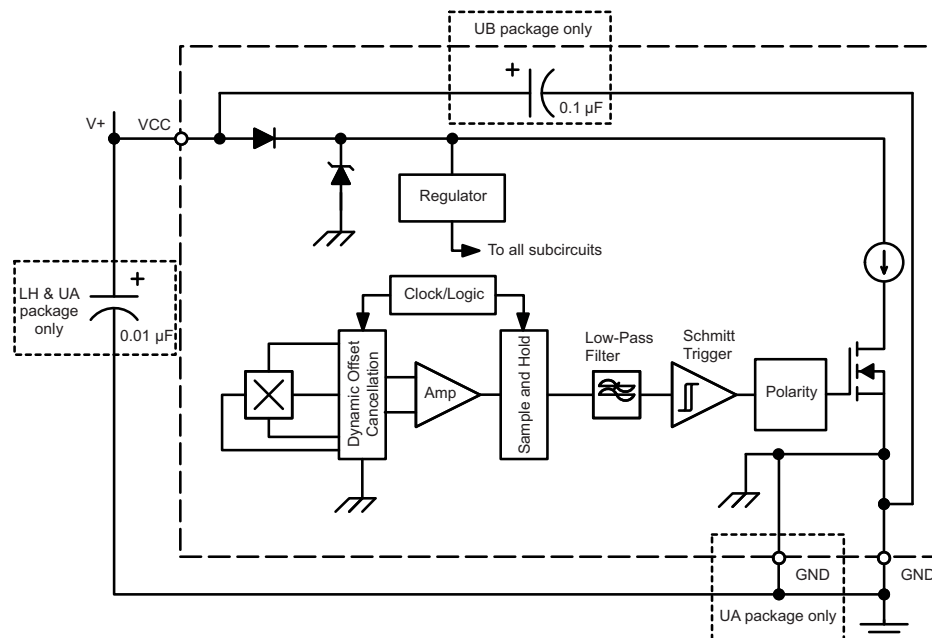 UB package only
+
0.1 µF
V+
VCC
Regulator
To all subcircuits
LH & UA
package
only
+
0.01 µF
Clock/Logic
Dynamic Offset
Cancellation
Amp
Sample and Hold
Low-Pass
Filter
Schmitt
Trigger
Polarity
GND
GND
UA package only